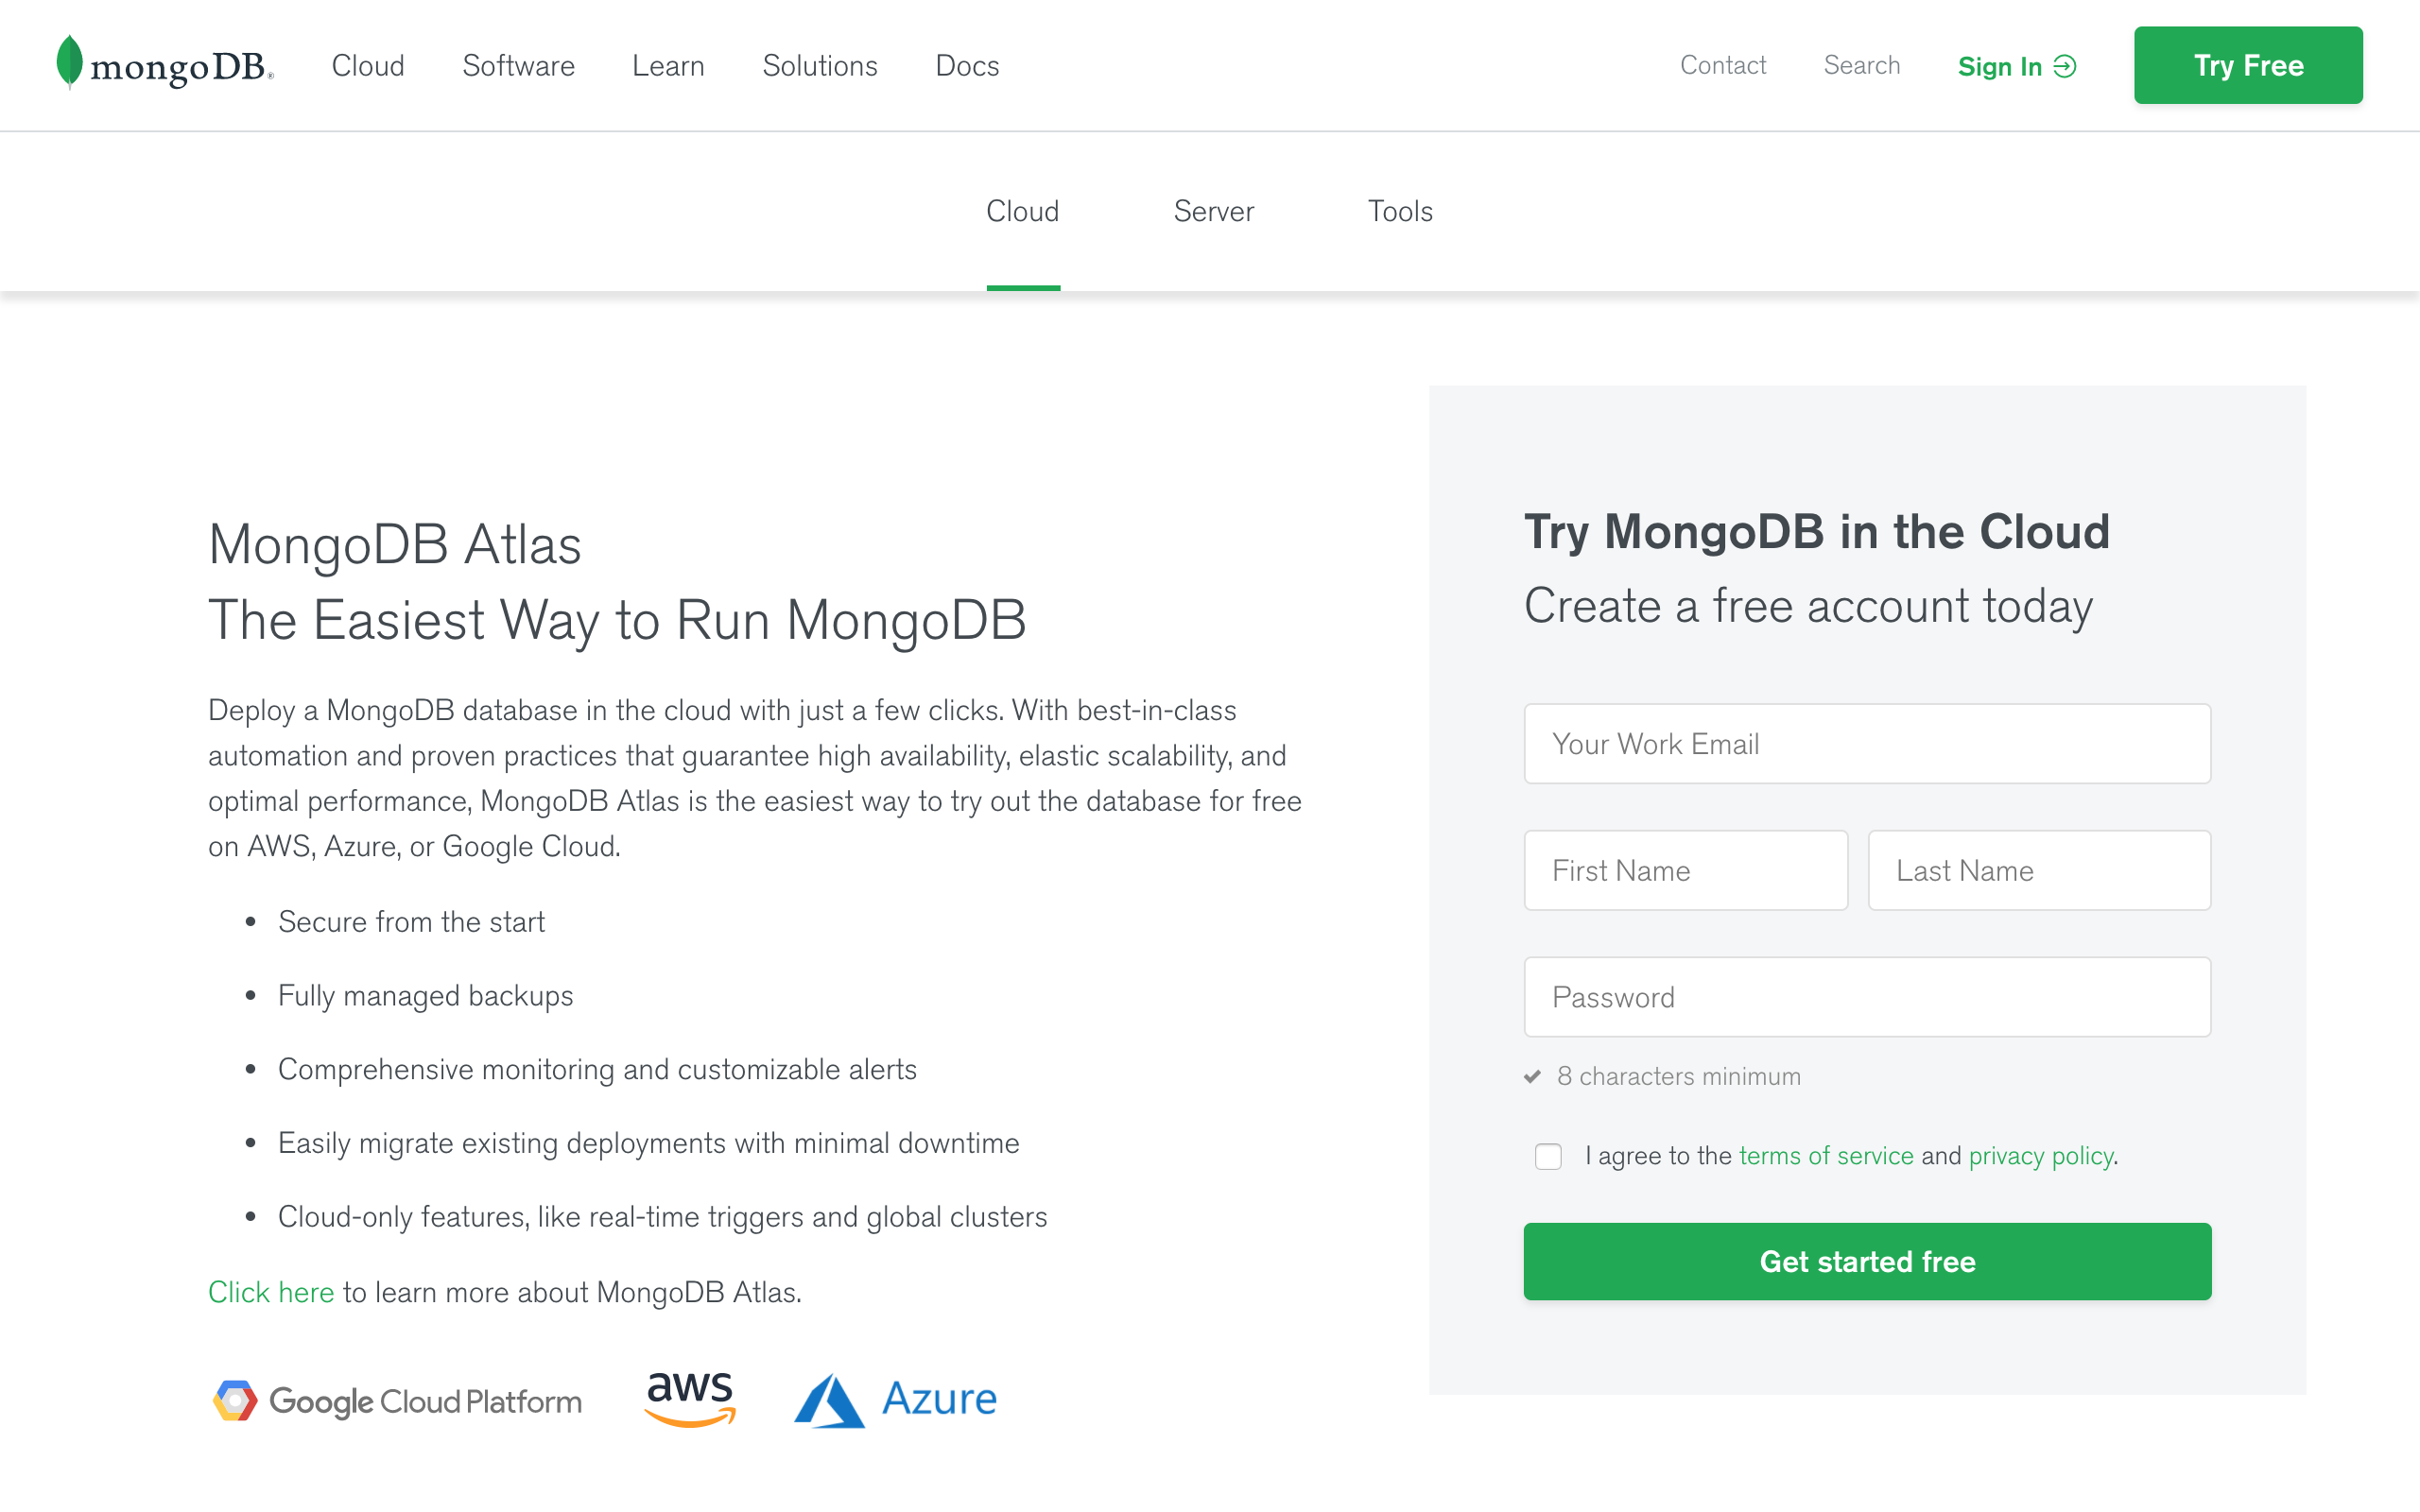 mongoDB®
Cloud Software Learn Solutions Docs
Contact Search Sign In Try Free
Cloud Server Tools
MongoDB Atlas
The Easiest Way to Run MongoDB
Deploy a MongoDB database in the cloud with just a few clicks. With best-in-class
automation and proven practices that guarantee high availability, elastic scalability, and
optimal performance, MongoDB Atlas is the easiest way to try out the database for free
on AWS, Azure, or Google Cloud.
• Secure from the start
• Fully managed backups
• Comprehensive monitoring and customizable alerts
• Easily migrate existing deployments with minimal downtime
• Cloud-only features, like real-time triggers and global clusters
Click here to learn more about MongoDB Atlas.
Google Cloud Platform
aws
Azure
Try MongoDB in the Cloud
Create a free account today
Your Work Email
First Name Last Name
Password
8 characters minimum
I agree to the terms of service and privacy policy.
Get started free